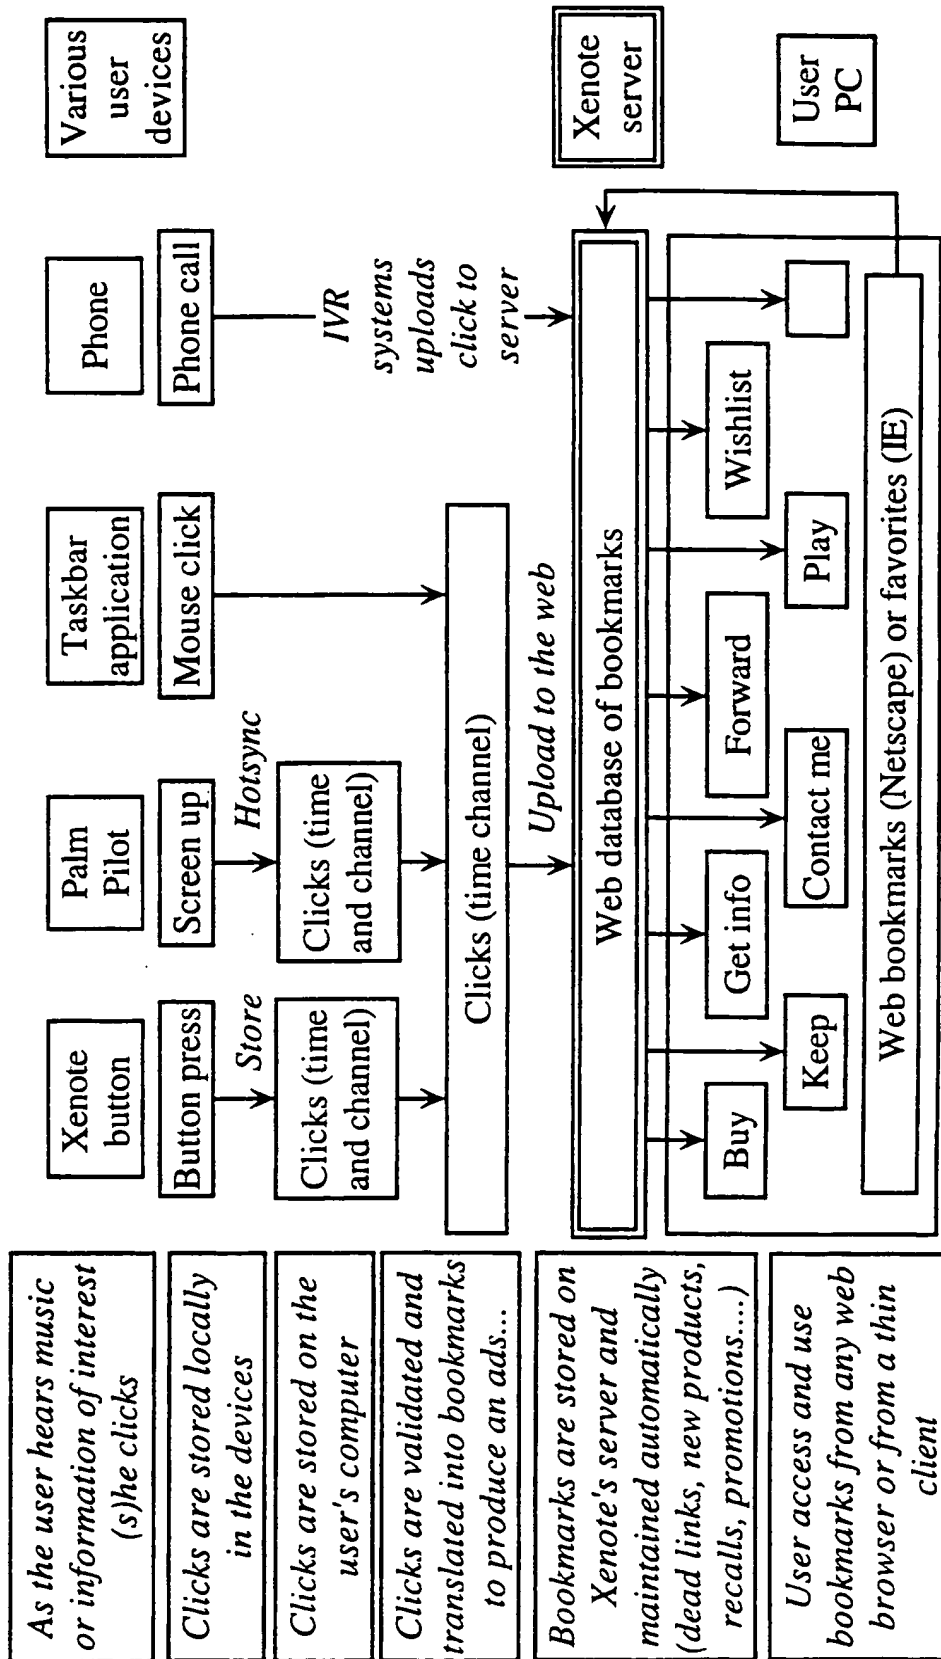 As the user hears music
or information of interest
(s)he clicks
Xenote
button
Palm
Pilot
Taskbar
application
Phone
Various
user
devices
Clicks are stored locally
in the devices
Button press
Screen up
Mouse click
Phone call
Store
Hotsync
IVR
systems
uploads
click to
server
Clicks are stored on the
user's computer
Clicks (time
and channel)
Clicks (time
and channel)
Clicks are validated and
translated into bookmarks
to produce an ads...
Clicks (time channel)
Upload to the web
Bookmarks are stored on
Xenote's server and
maintained automatically
(dead links, new products,
recalls, promotions....)
Web database of bookmarks
Xenote
server
User access and use
bookmarks from any web
browser or from a thin
client
Buy
Keep
Get info
Contact me
Forward
Play
Wishlist
Web bookmarks (Netscape) or favorites (IE)
User
PC